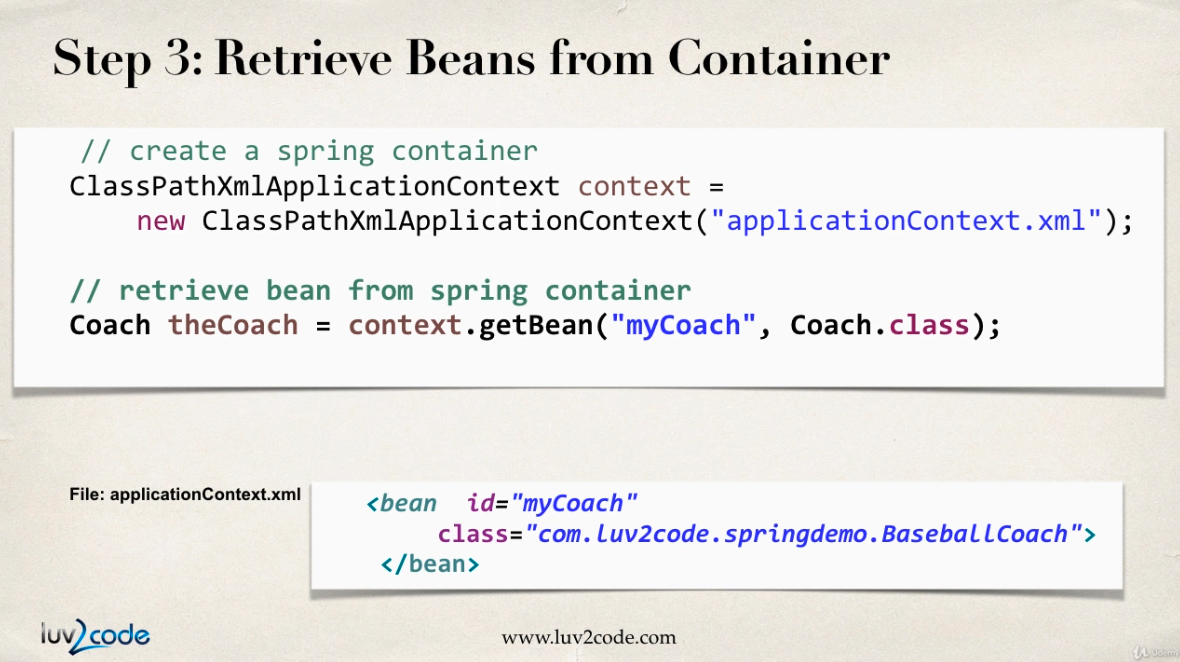 Step 3: Retrieve Beans from Container
// create a spring container
ClassPathXmlApplicationContext context =
new ClassPathXmlApplicationContext("applicationContext.xml");
// retrieve bean from spring container
Coach theCoach = context.getBean("myCoach", Coach.class);
File: applicationContext.xml
<bean id="myCoach"
class="com.luv2code.springdemo.BaseballCoach">
</bean>
luv2code
www.luv2code.com
Udemy